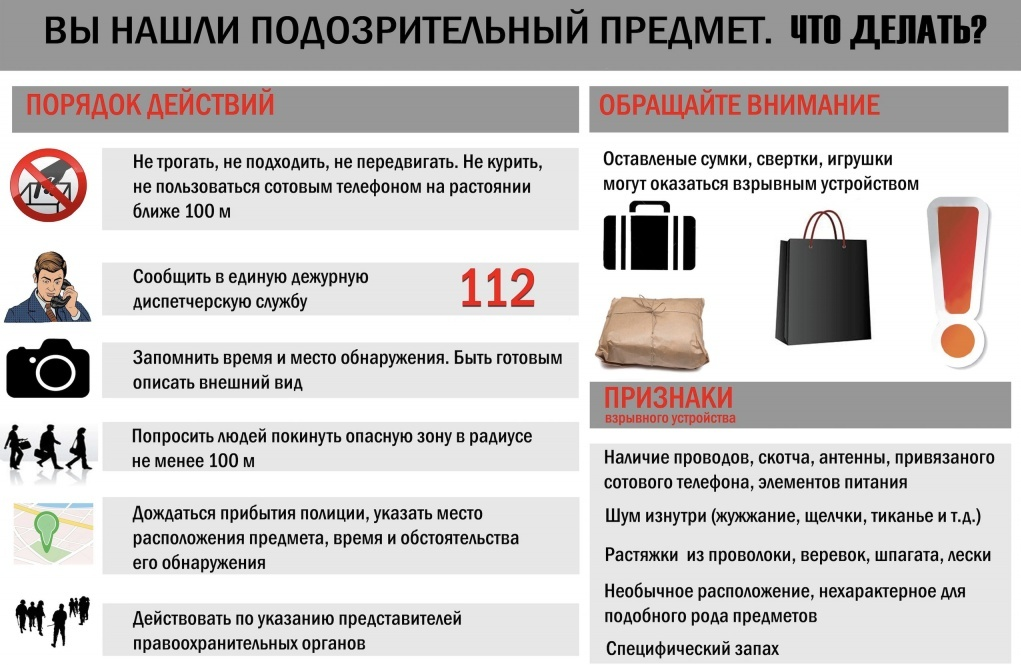 ВЫ НАШЛИ ПОДОЗРИТЕЛЬНЫЙ ПРЕДМЕТ. ЧТО ДЕЛАТЬ?
ПОРЯДОК ДЕЙСТВИЙ
Не трогать, не подходить, не передвигать. Не курить,
не пользоваться сотовым телефоном на растоянии
ближе 100 м
Сообщить в единую дежурную
диспетчерскую службу
112
Запомнить время и место обнаружения. Быть готовым
описать внешний вид
Попросить людей покинуть опасную зону в радиусе
не менее 100 м
Дождаться прибытия полиции, указать место
расположения предмета, время и обстоятельства
его обнаружения
Действовать по указанию представителей
правоохранительных органов
ОБРАЩАЙТЕ ВНИМАНИЕ
Оставленые сумки, свертки, игрушки
могут оказаться взрывным устройством
ПРИЗНАКИ
взрывного устройства
Наличие проводов, скотча, антенны, привязаного
сотового телефона, элементов питания
Шум изнутри (жужжание, щелчки, тиканье и т.д.)
Растяжки из проволоки, веревок, шпагата, лески
Необычное расположение, нехарактерное для
подобного рода предметов
Специфический запах